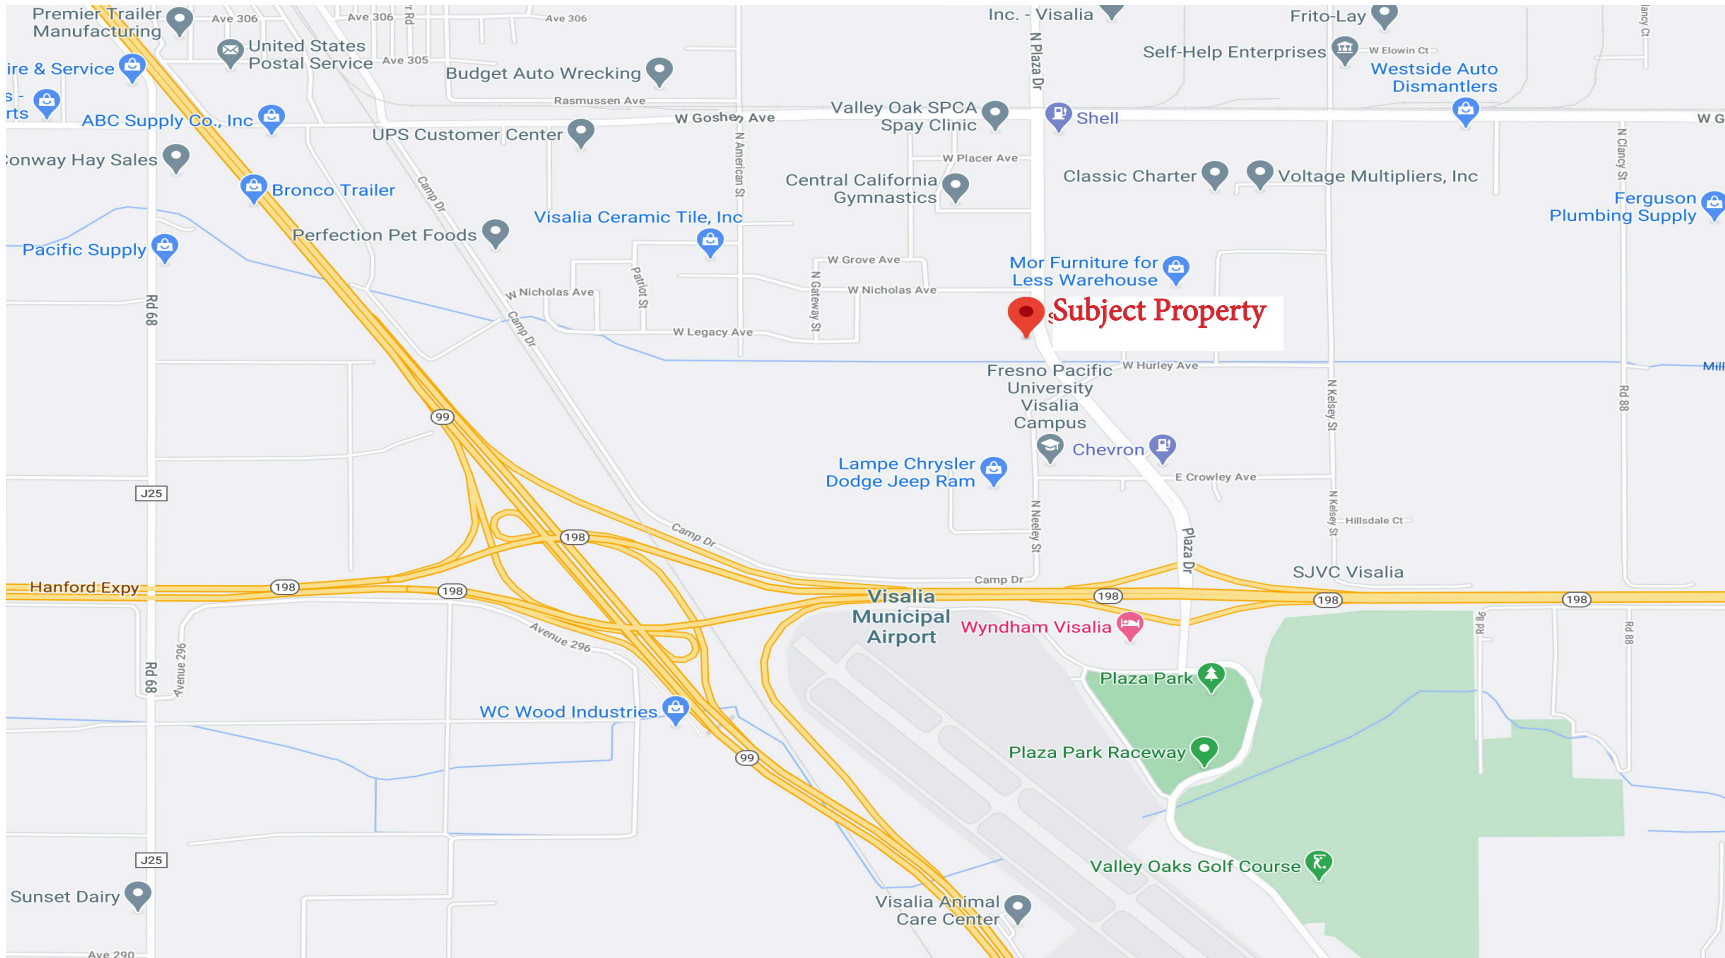 Premier Trailer
Manufacturing
Ave 306
Ave 306
Ave 306
Inc. - Visalia
Frito-Lay
United States
Postal Service
Ave 305
Budget Auto Wrecking
N Plaza Dr
Self-Help Enterprises
W Elowin Ct
ire & Service
Westside Auto
Dismantlers
s -
rts
Rasmussen Ave
ABC Supply Co., Inc
UPS Customer Center
W Goshen Ave
Valley Oak SPCA
Spay Clinic
Shell
W G
Conway Hay Sales
N American St
W Placer Ave
N Clancy St
Bronco Trailer
Camp Dr
Central California
Gymnastics
Classic Charter
Voltage Multipliers, Inc
Visalia Ceramic Tile, Inc
Ferguson
Plumbing Supply
Pacific Supply
Perfection Pet Foods
W Grove Ave
Mor Furniture for
Less Warehouse
Patriot St
W Nicholas Ave
N Gateway St
W Nicholas Ave
Rd 68
Camp Dr
W Legacy Ave
Subject Property
Fresno Pacific
University
Visalia
Campus
W Hurley Ave
Mill
N Kelsey St
Rd 88
99
Chevron
Lampe Chrysler
Dodge Jeep Ram
E Crowley Ave
J25
N Neeley St
N Kelsey St
Hillsdale Ct
Camp Dr
198
Plaza Dr
Camp Dr
SJVC Visalia
Hanford Expy
198
198
198
198
198
Visalia
Municipal
Airport
Wyndham Visalia
Avenue 296
Avenue 296
Rd 86
Rd 88
Rd 68
Plaza Park
WC Wood Industries
Plaza Park Raceway
99
J25
Valley Oaks Golf Course
Sunset Dairy
Visalia Animal
Care Center
Ave 290